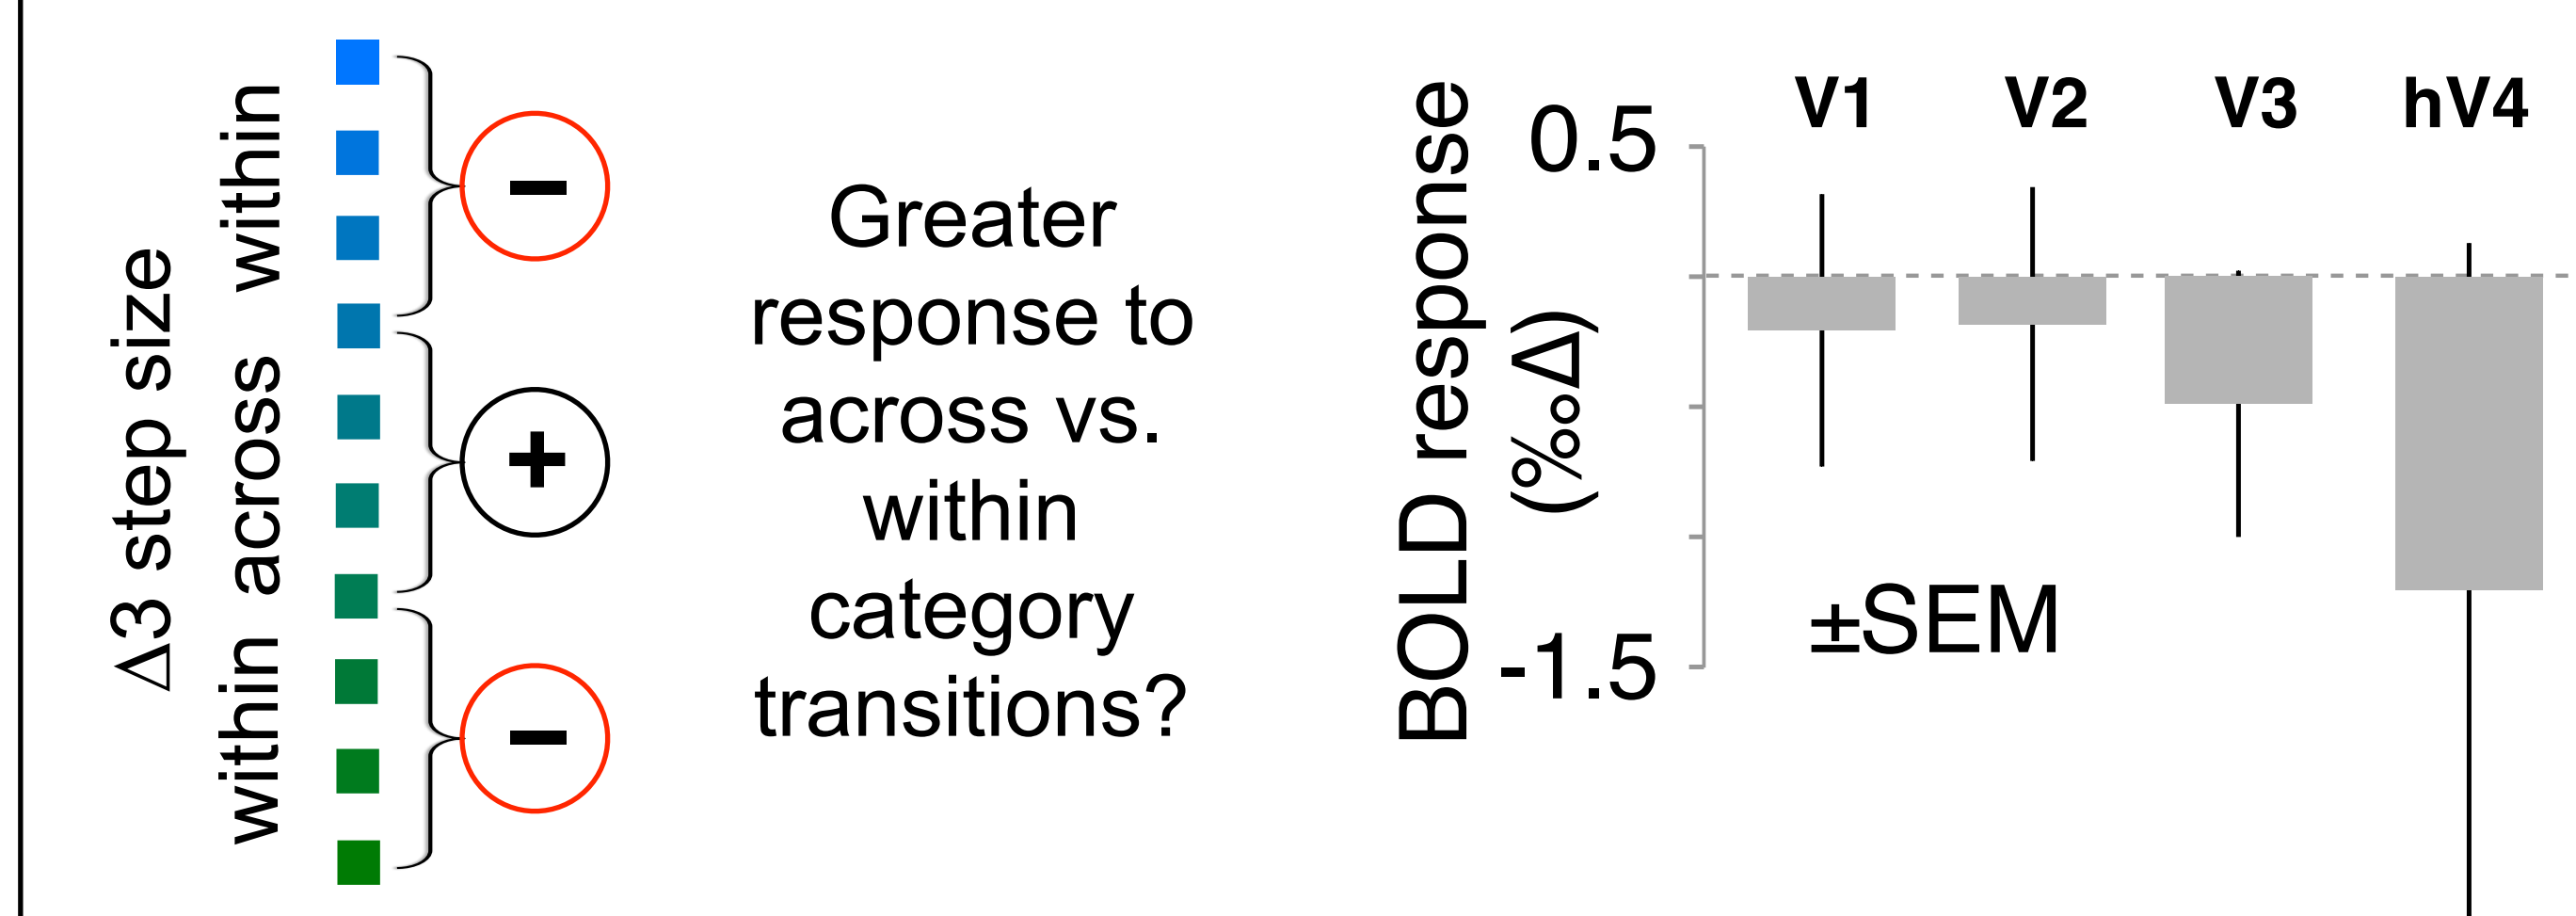 Δ3 step size
within across within
–
+
–
Greater
response to
across vs.
within
category
transitions?
BOLD response
(‰Δ)
0.5
-1.5
V1 V2 V3 hV4
±SEM